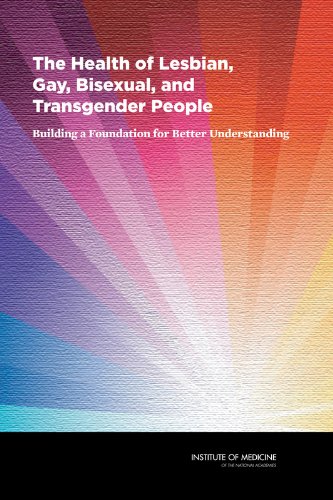 The Health of Lesbian,
Gay, Bisexual, and
Transgender People
Building a Foundation for Better Understanding
INSTITUTE OF MEDICINE
OF THE NATIONAL ACADEMIES